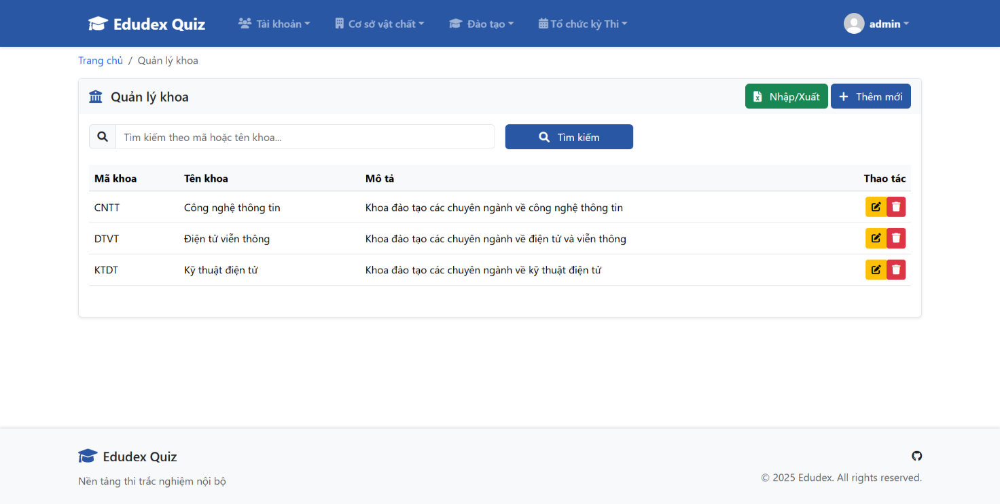 Edudex Quiz Tài khoản Cơ sở vật chất Đào tạo Tổ chức kỳ Thi admin
Trang chủ / Quản lý khoa
Quản lý khoa Nhập/Xuất Thêm mới
Tìm kiếm theo mã hoặc tên khoa... Tìm kiếm
Mã khoa Tên khoa Mô tả Thao tác
CNTT Công nghệ thông tin Khoa đào tạo các chuyên ngành về công nghệ thông tin
DTVT Điện tử viễn thông Khoa đào tạo các chuyên ngành về điện tử và viễn thông
KTDT Kỹ thuật điện tử Khoa đào tạo các chuyên ngành về kỹ thuật điện tử
Edudex Quiz
Nền tảng thi trắc nghiệm nội bộ
© 2025 Edudex. All rights reserved.